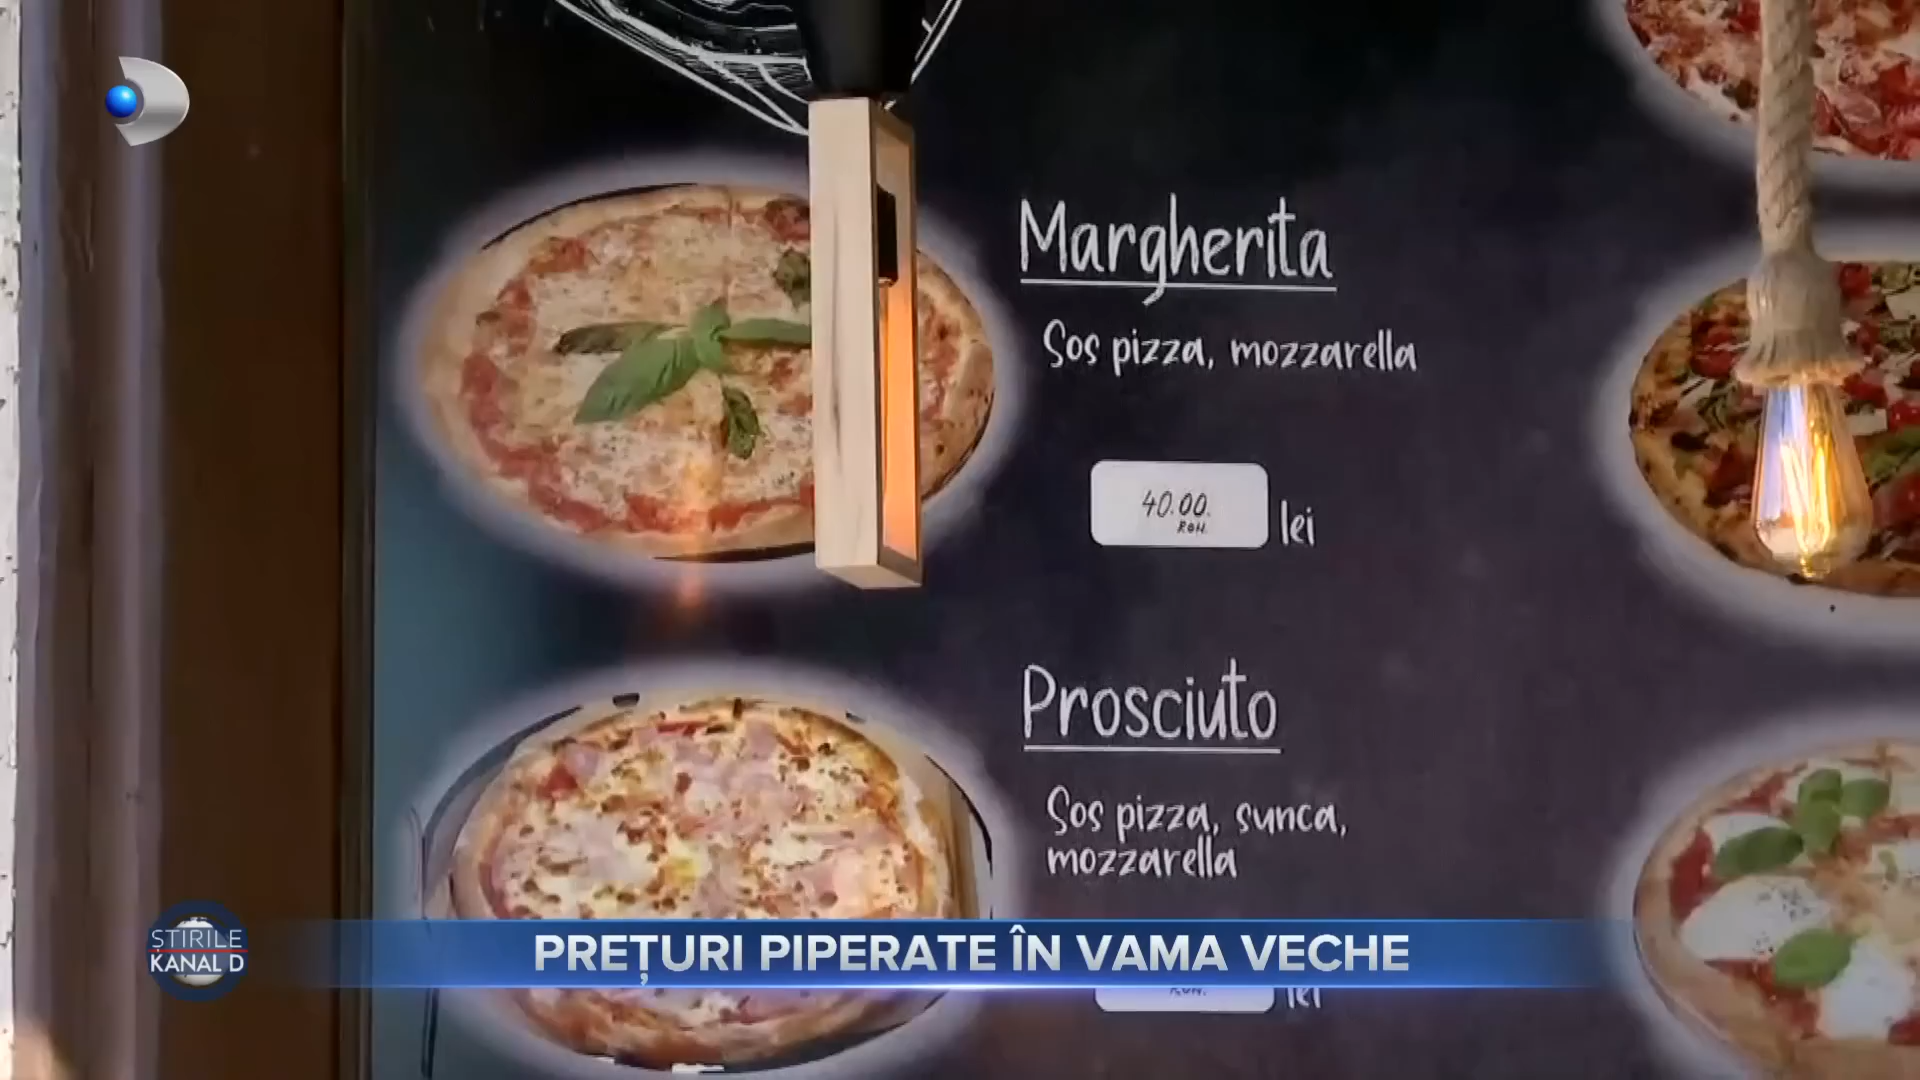 Margherita
Sos pizza, mozzarella
40.00.
RON.
lei
Prosciuto
Sos pizza, sunca,
mozzarella
ȘTIRILE
KANAL D
PREȚURI PIPERATE ÎN VAMA VECHE
RON.
lei